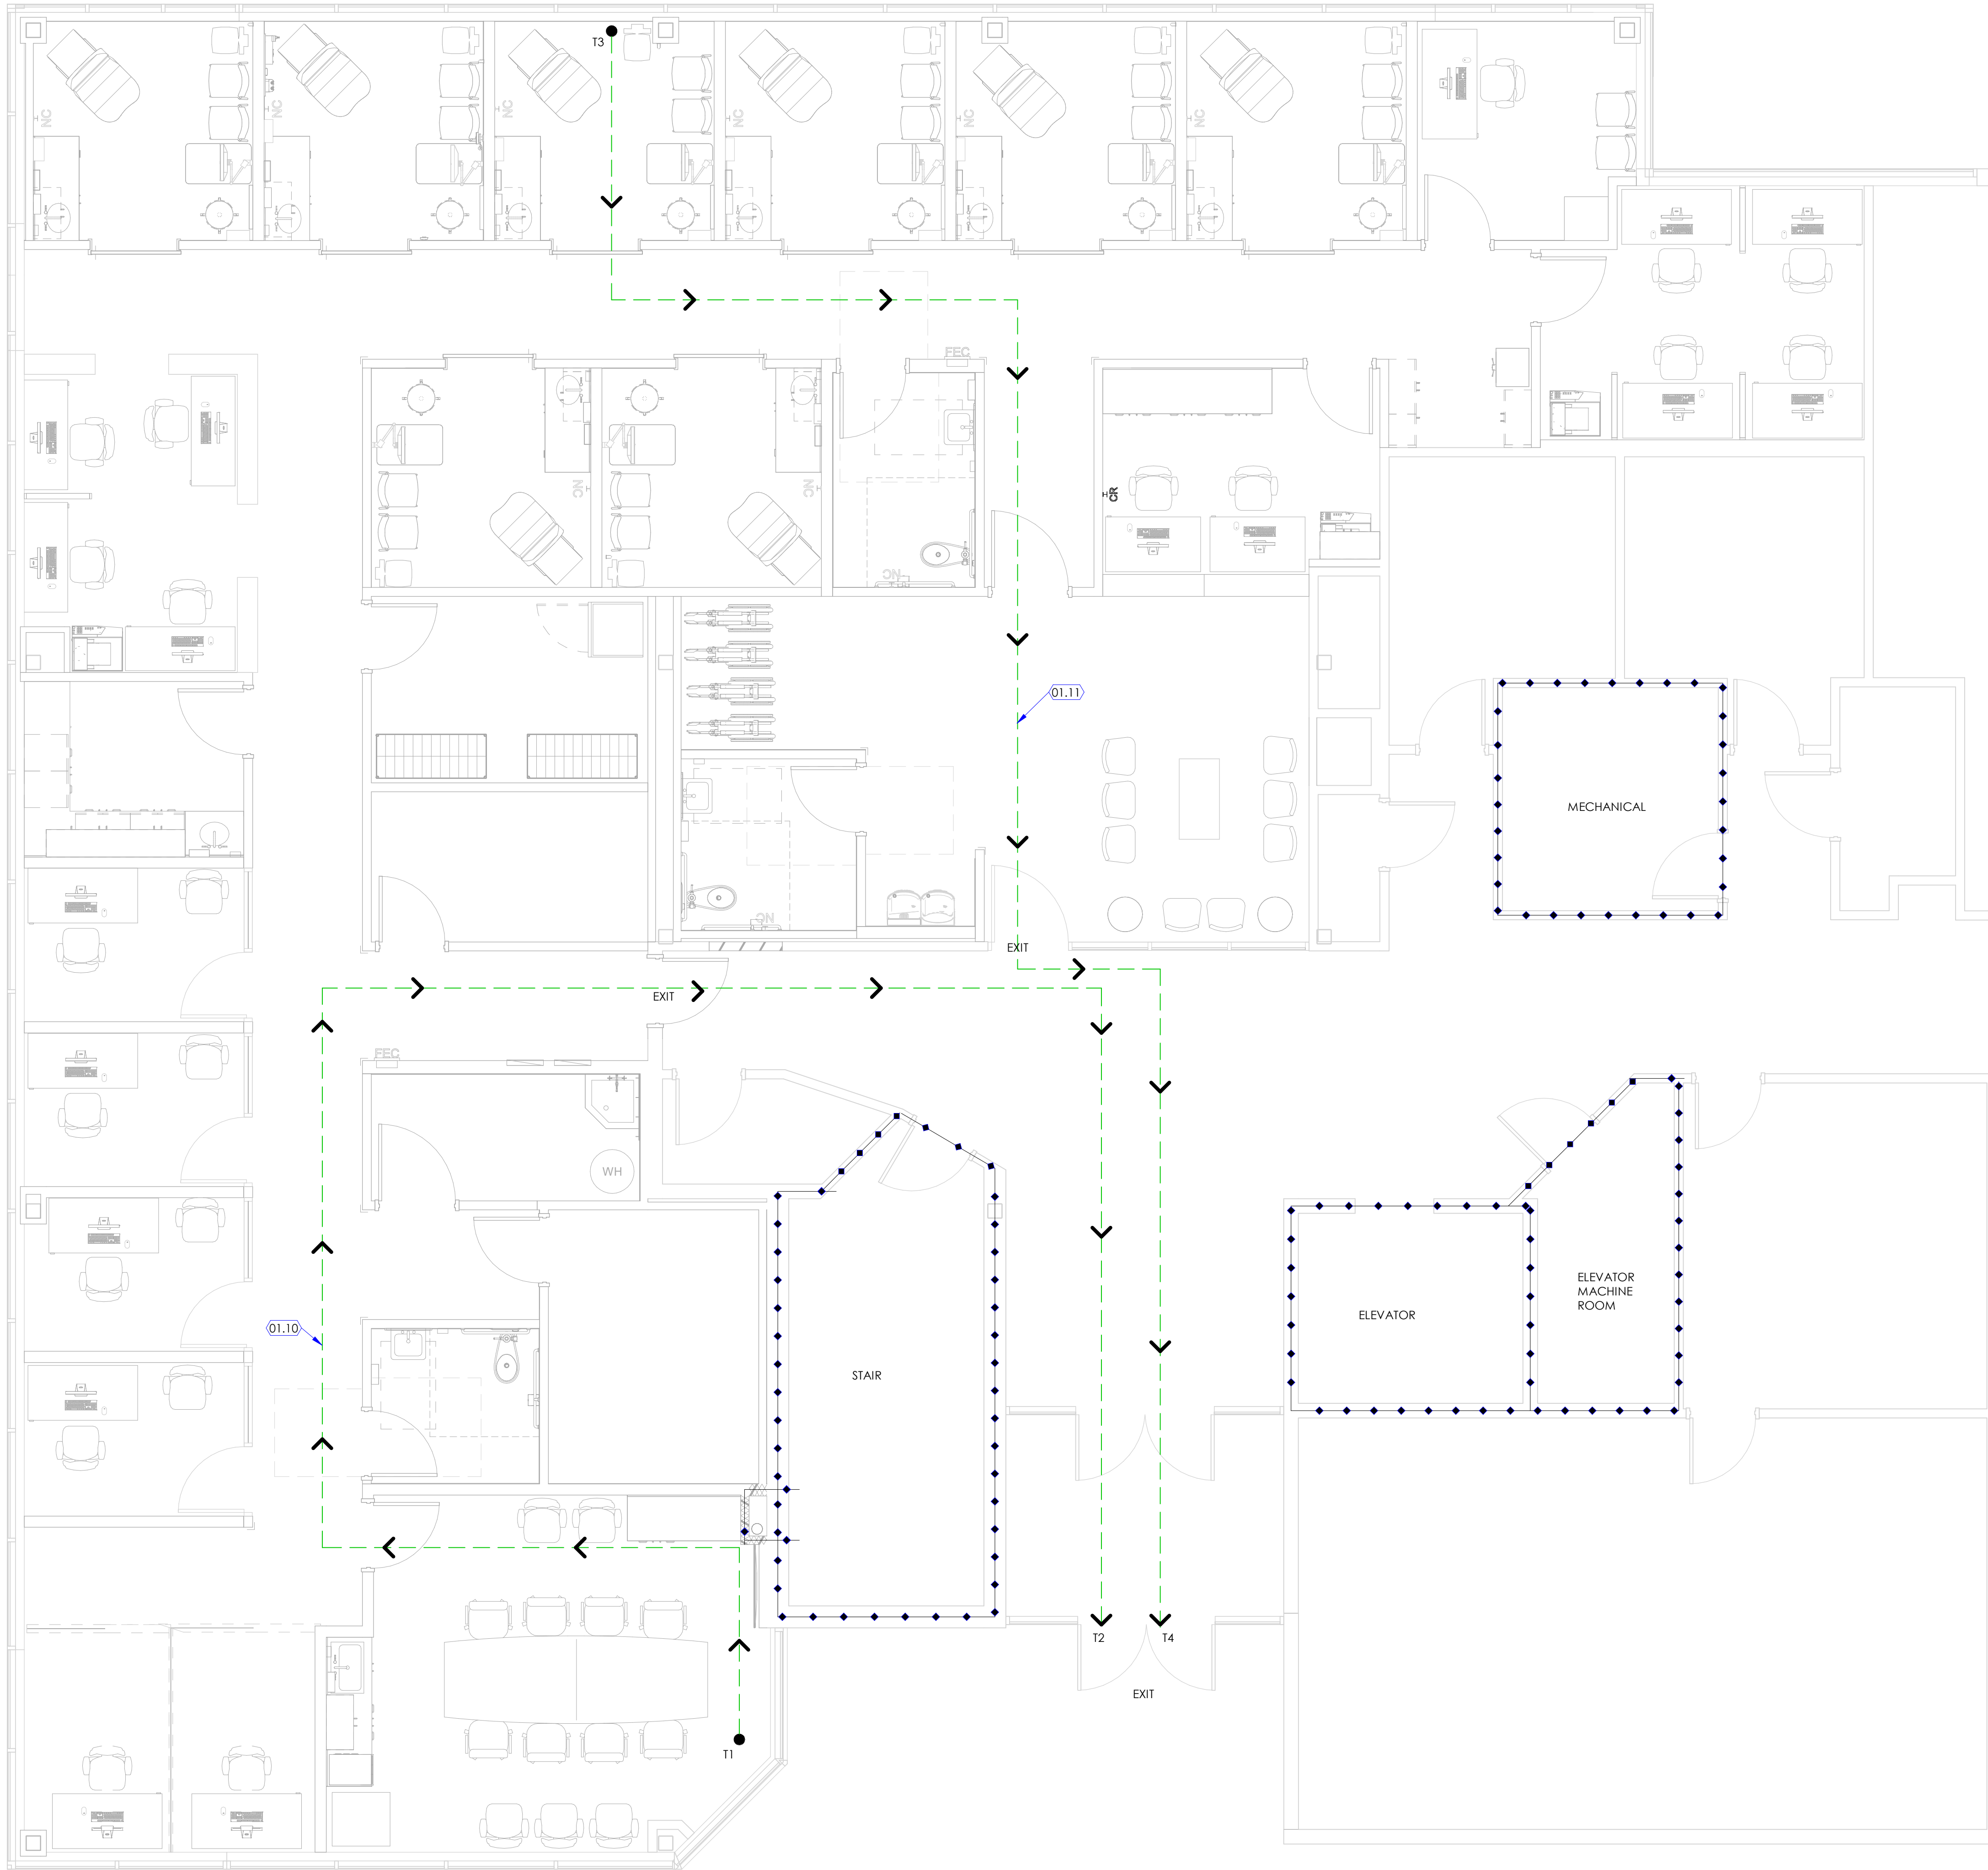 T3
NC
NC
NC
NC
NC
NC
FEC
CR
NC
NC
NC
01.11
MECHANICAL
NC
EXIT
EXIT
FEC
WH
ELEVATOR
MACHINE
ROOM
ELEVATOR
01.10
STAIR
T2
T4
EXIT
T1